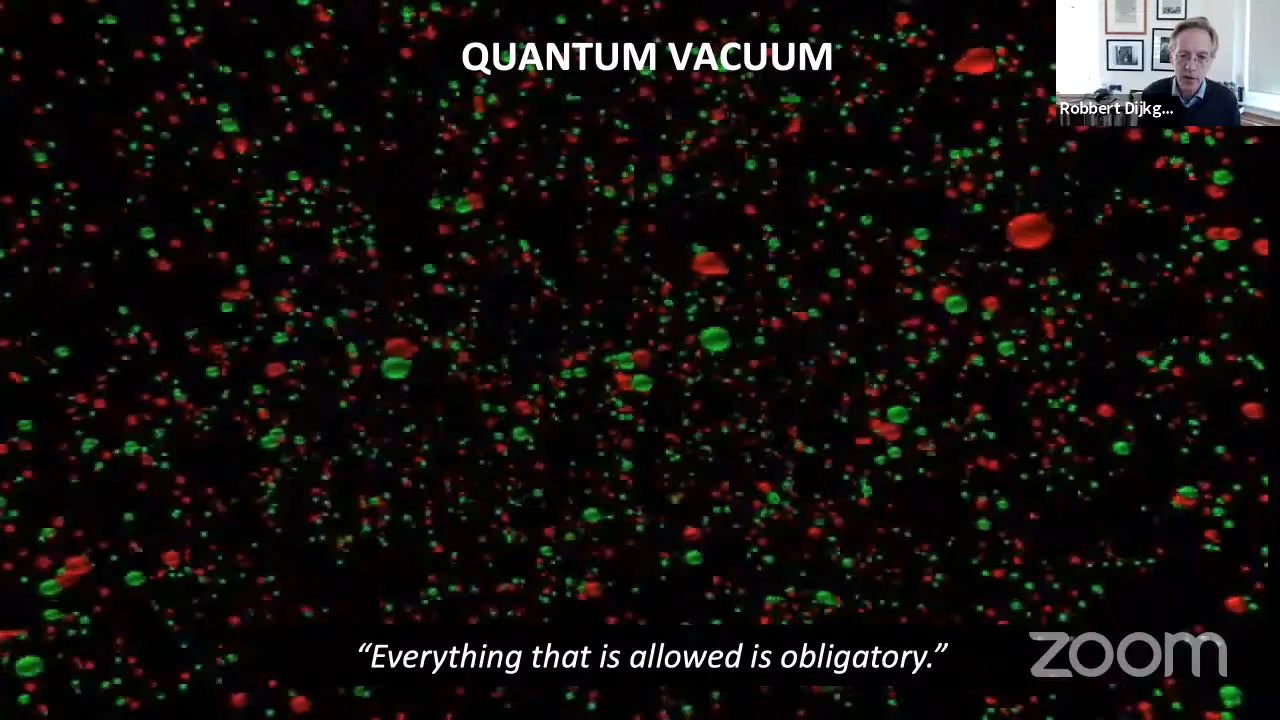 QUANTUM VACUUM
Robbert Dijkg...
“Everything that is allowed is obligatory.”
zoom